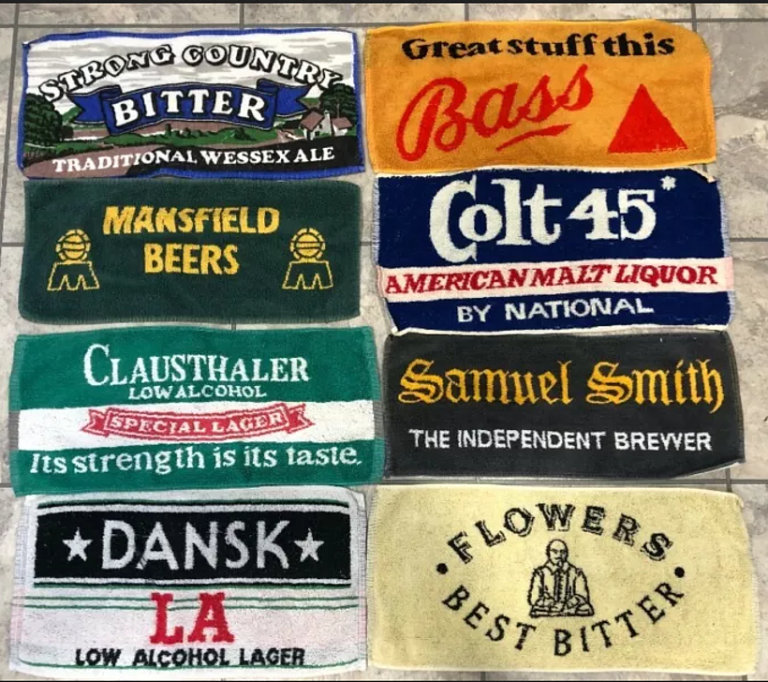 STRONG COUNTRY
BITTER
TRADITIONAL WESSEX ALE
Great stuff this
Bass
MANSFIELD
BEERS
Colt 45*
AMERICAN MALT LIQUOR
BY NATIONAL
CLAUSTHALER
LOW ALCOHOL
SPECIAL LAGER
Its strength is its taste.
Samuel Smith
THE INDEPENDENT BREWER
★DANSK★
LA
LOW ALCOHOL LAGER
• FLOWERS •
BEST BITTER